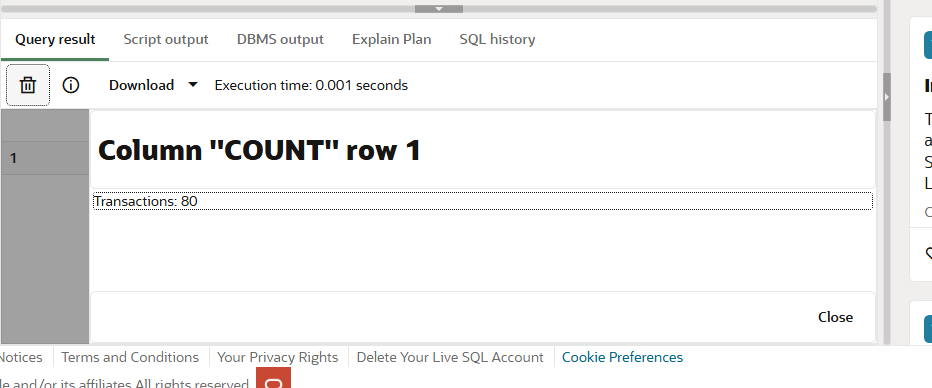 Query result Script output DBMS output Explain Plan SQL history
Download Execution time: 0.001 seconds
1
Column "COUNT" row 1
Transactions: 80
Close
Notices Terms and Conditions Your Privacy Rights Delete Your Live SQL Account Cookie Preferences
and/or its affiliates All rights reserved